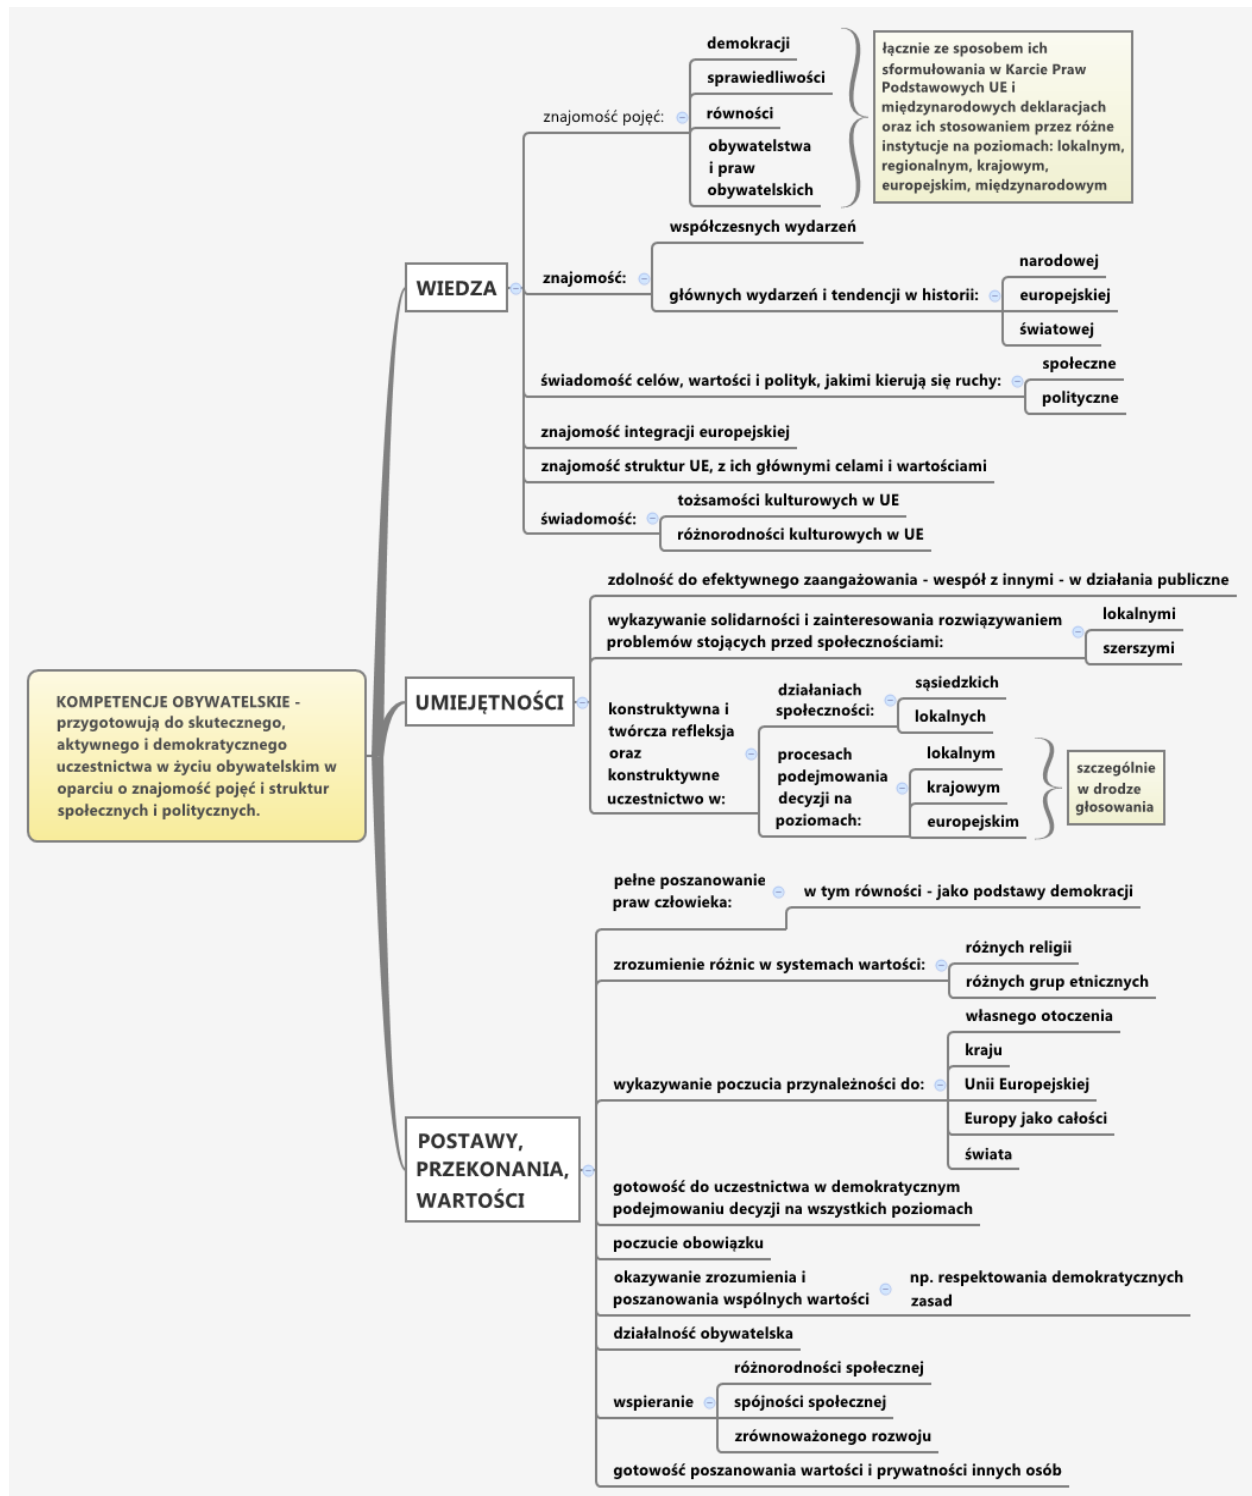 KOMPETENCJE OBYWATELSKIE -
przygotowują do skutecznego,
aktywnego i demokratycznego
uczestnictwa w życiu obywatelskim w
oparciu o znajomość pojęć i struktur
społecznych i politycznych.
WIEDZA
znajomość pojęć:
demokracji
sprawiedliwości
równości
obywatelstwa
i praw
obywatelskich
łącznie ze sposobem ich
sformułowania w Karcie Praw
Podstawowych UE i
międzynarodowych deklaracjach
oraz ich stosowaniem przez różne
instytucje na poziomach: lokalnym,
regionalnym, krajowym,
europejskim, międzynarodowym
znajomość:
współczesnych wydarzeń
głównych wydarzeń i tendencji w historii:
narodowej
europejskiej
światowej
świadomość celów, wartości i polityk, jakimi kierują się ruchy:
społeczne
polityczne
znajomość integracji europejskiej
znajomość struktur UE, z ich głównymi celami i wartościami
świadomość:
tożsamości kulturowych w UE
różnorodności kulturowych w UE
UMIEJĘTNOŚCI
zdolność do efektywnego zaangażowania - wespół z innymi - w działania publiczne
wykazywanie solidarności i zainteresowania rozwiązywaniem
problemów stojących przed społecznościami:
lokalnymi
szerszymi
konstruktywna i
twórcza refleksja
oraz
konstruktywne
uczestnictwo w:
działaniach
społeczności:
sąsiedzkich
lokalnych
procesach
podejmowania
decyzji na
poziomach:
lokalnym
krajowym
europejskim
szczególnie
w drodze
głosowania
POSTAWY,
PRZEKONANIA,
WARTOŚCI
pełne poszanowanie
praw człowieka:
w tym równości - jako podstawy demokracji
zrozumienie różnic w systemach wartości:
różnych religii
różnych grup etnicznych
wykazywanie poczucia przynależności do:
własnego otoczenia
kraju
Unii Europejskiej
Europy jako całości
świata
gotowość do uczestnictwa w demokratycznym
podejmowaniu decyzji na wszystkich poziomach
poczucie obowiązku
okazywanie zrozumienia i
poszanowania wspólnych wartości
np. respektowania demokratycznych
zasad
działalność obywatelska
wspieranie
różnorodności społecznej
spójności społecznej
zrównoważonego rozwoju
gotowość poszanowania wartości i prywatności innych osób